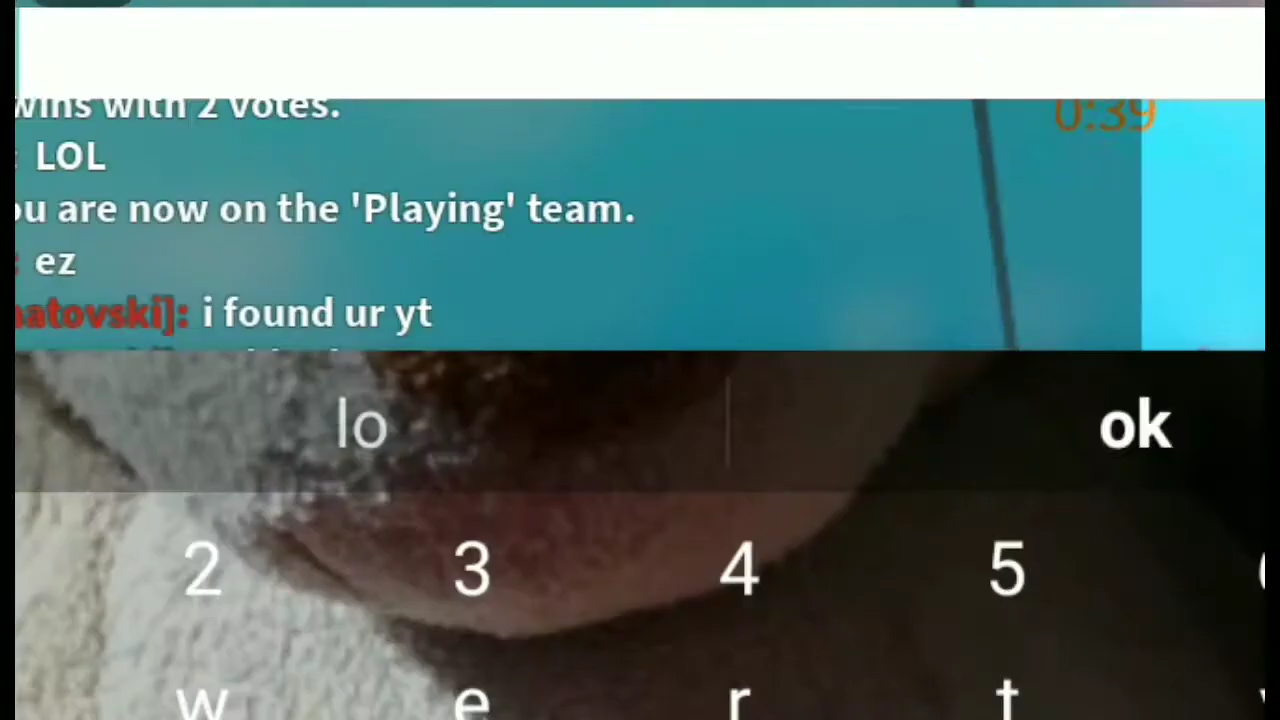 wins with 2 votes.
0:39
: LOL
ou are now on the 'Playing' team.
: ez
natovski]: i found ur yt
lo ok
2 3 4 5
w e r t